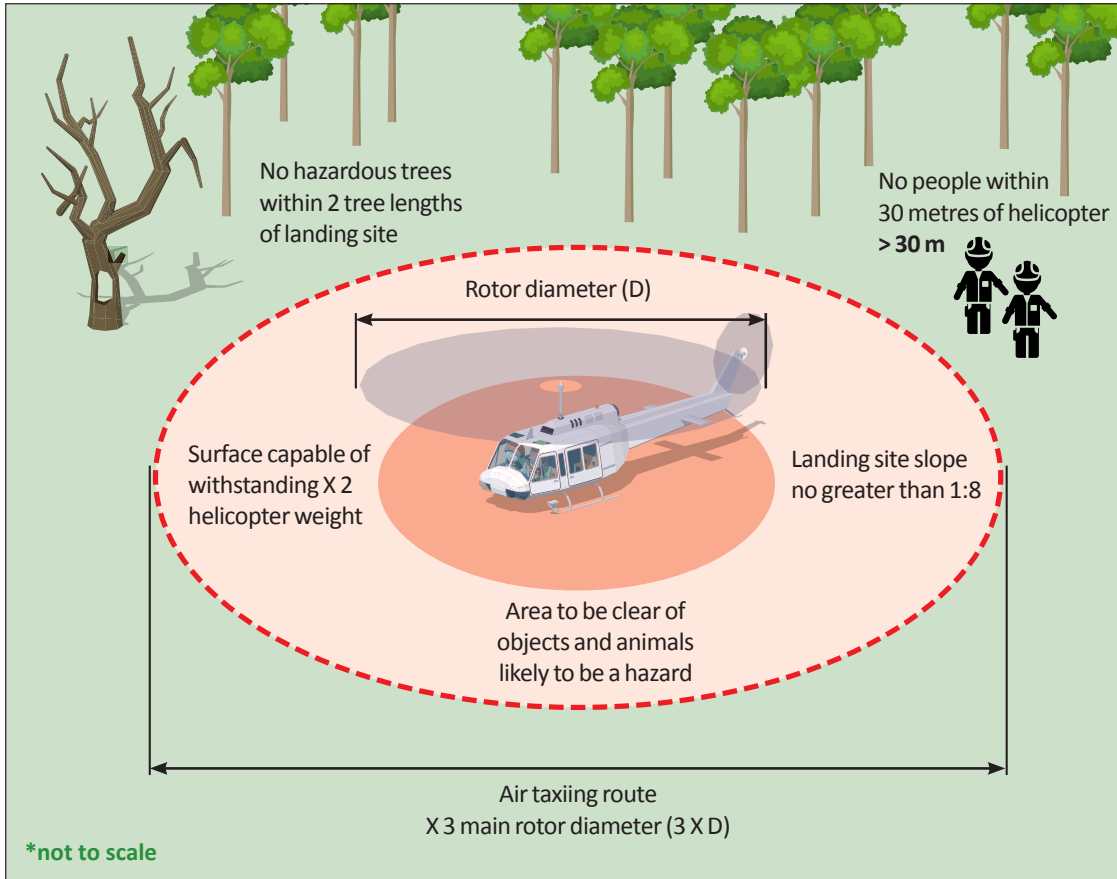 No hazardous trees
within 2 tree lengths
of landing site
No people within
30 metres of helicopter
> 30 m
Rotor diameter (D)
Surface capable of
withstanding X 2
helicopter weight
Landing site slope
no greater than 1:8
Area to be clear of
objects and animals
likely to be a hazard
Air taxiing route
X 3 main rotor diameter (3 X D)
*not to scale